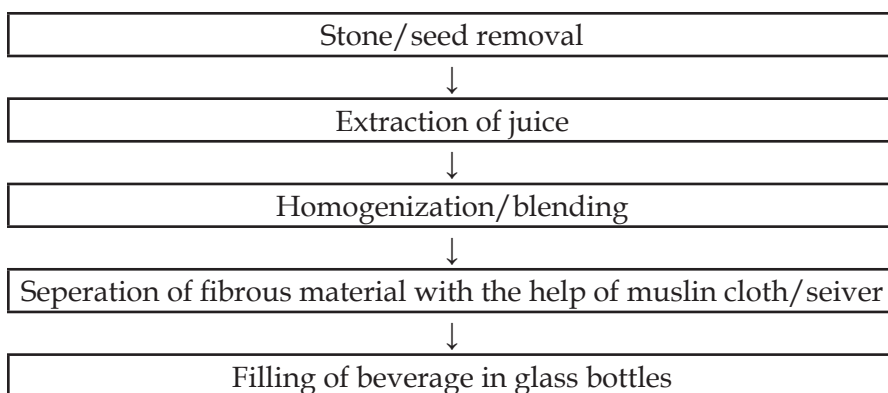 Stone/seed removal
↓
Extraction of juice
↓
Homogenization/blending
↓
Seperation of fibrous material with the help of muslin cloth/seiver
↓
Filling of beverage in glass bottles